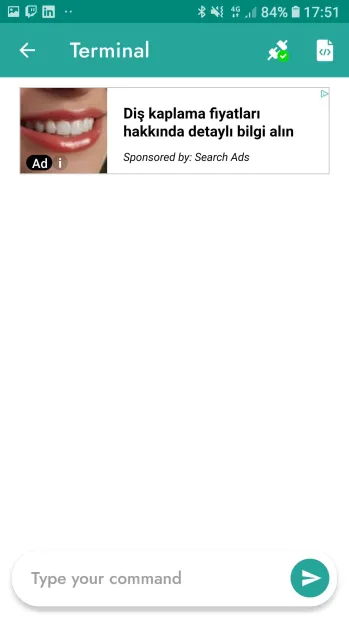 4G 84% 17:51
Terminal
Diş kaplama fiyatları
hakkında detaylı bilgi alın
Sponsored by: Search Ads
Ad i
Type your command